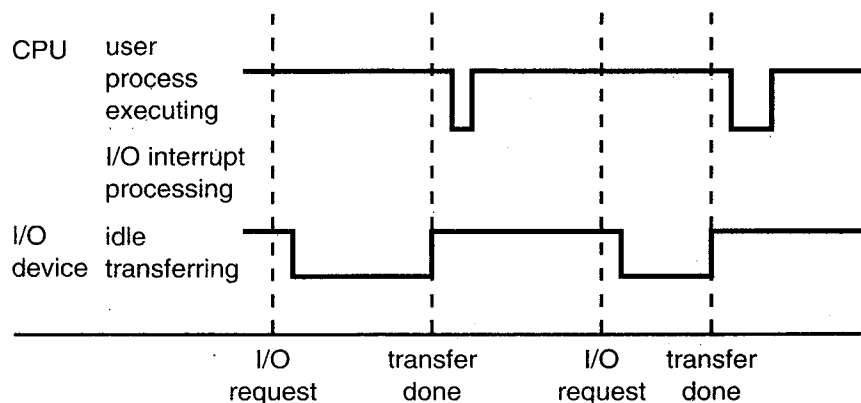 CPU user
process
executing
I/O interrupt
processing
I/O idle
device transferring
I/O transfer I/O transfer
request done request done